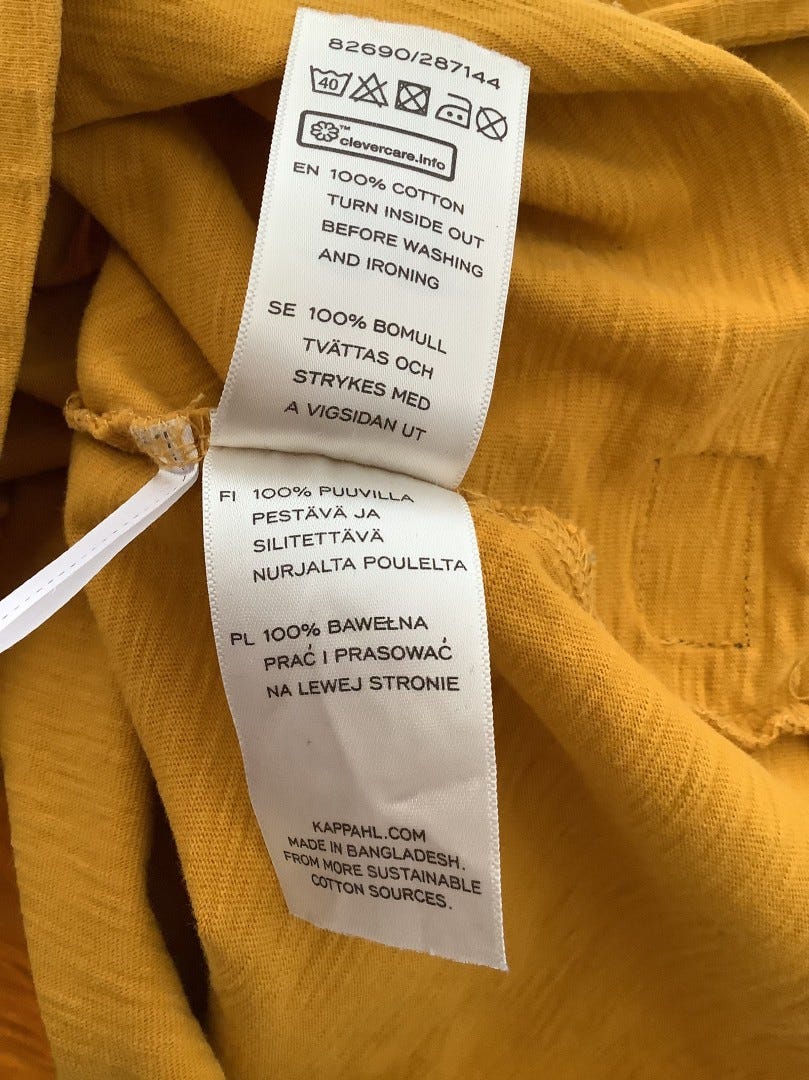 82690/287144
40
™
clevercare.info
EN 100% COTTON
TURN INSIDE OUT
BEFORE WASHING
AND IRONING
SE 100% BOMULL
TVÄTTAS OCH
STRYKES MED
A VIGSIDAN UT
FI 100% PUUVILLA
PESTÄVÄ JA
SILITETTÄVÄ
NURJALTA POULELTA
PL 100% BAWEŁNA
PRAĆ I PRASOWAĆ
NA LEWEJ STRONIE
KAPPAHL.COM
MADE IN BANGLADESH.
FROM MORE SUSTAINABLE
COTTON SOURCES.